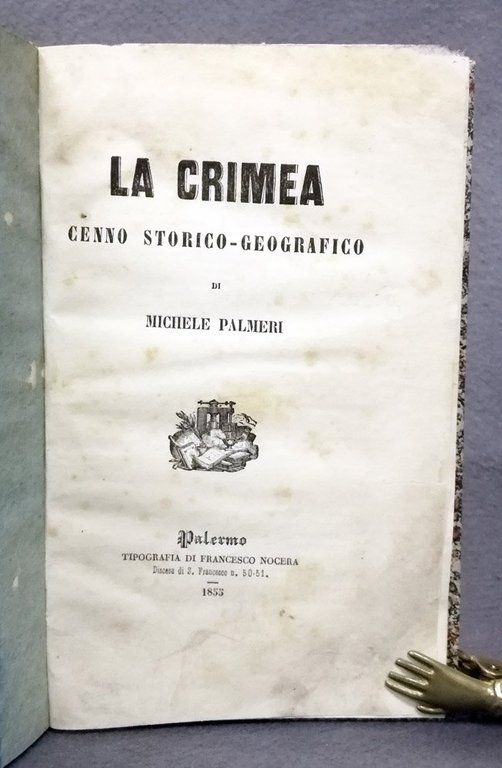 LA CRIMEA
CENNO STORICO-GEOGRAFICO
DI
MICHELE PALMERI
Palermo
TIPOGRAFIA DI FRANCESCO NOCERA
Discesa di S. Francesco n. 50-51.
1855